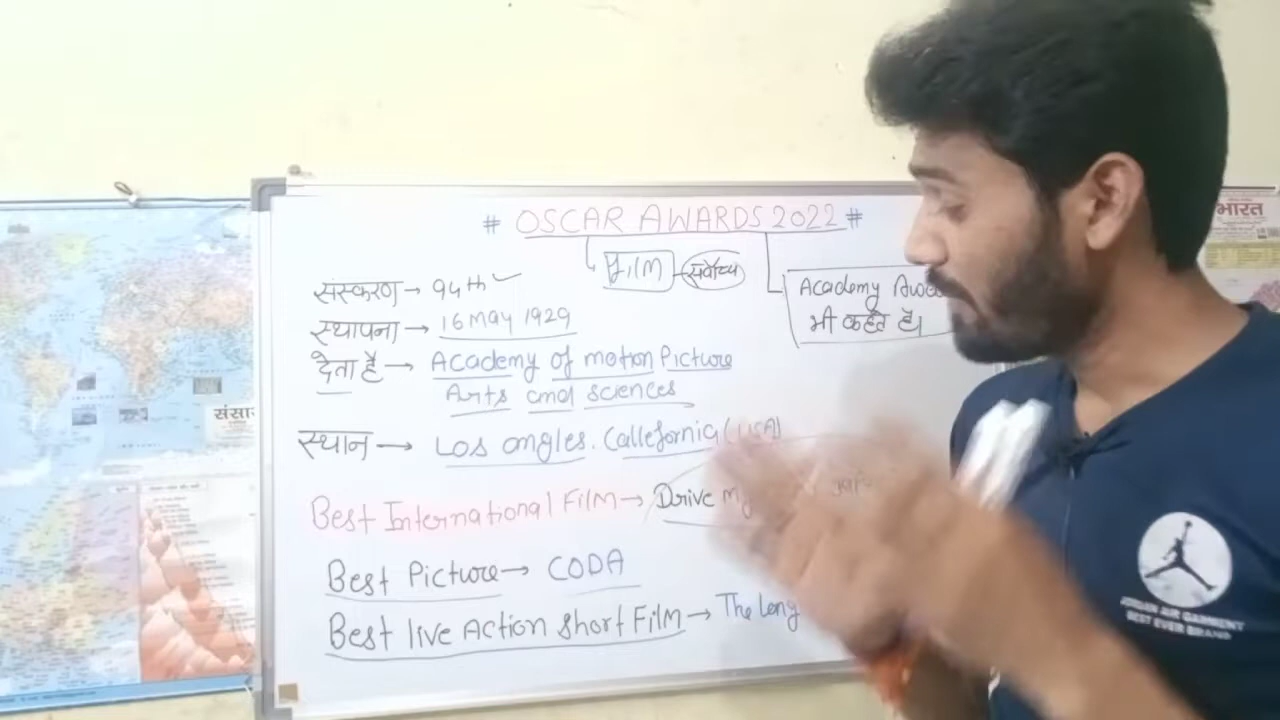 # OSCAR AWARDS 2022 #
FilM सर्वोच्च
Academy
भी कहते हैं।
संस्करण → 94th
स्थापना → 16 May 1929
देता है → Academy of motion Picture
Arts and sciences
स्थान → Los angles. Callefornia (USA)
Best International FilM → Drive
Best Picture → CODA
Best live Action short FilM → The Long
संसार
भारत
JORDAN AIR GARMENT
BEST EVER BRAND